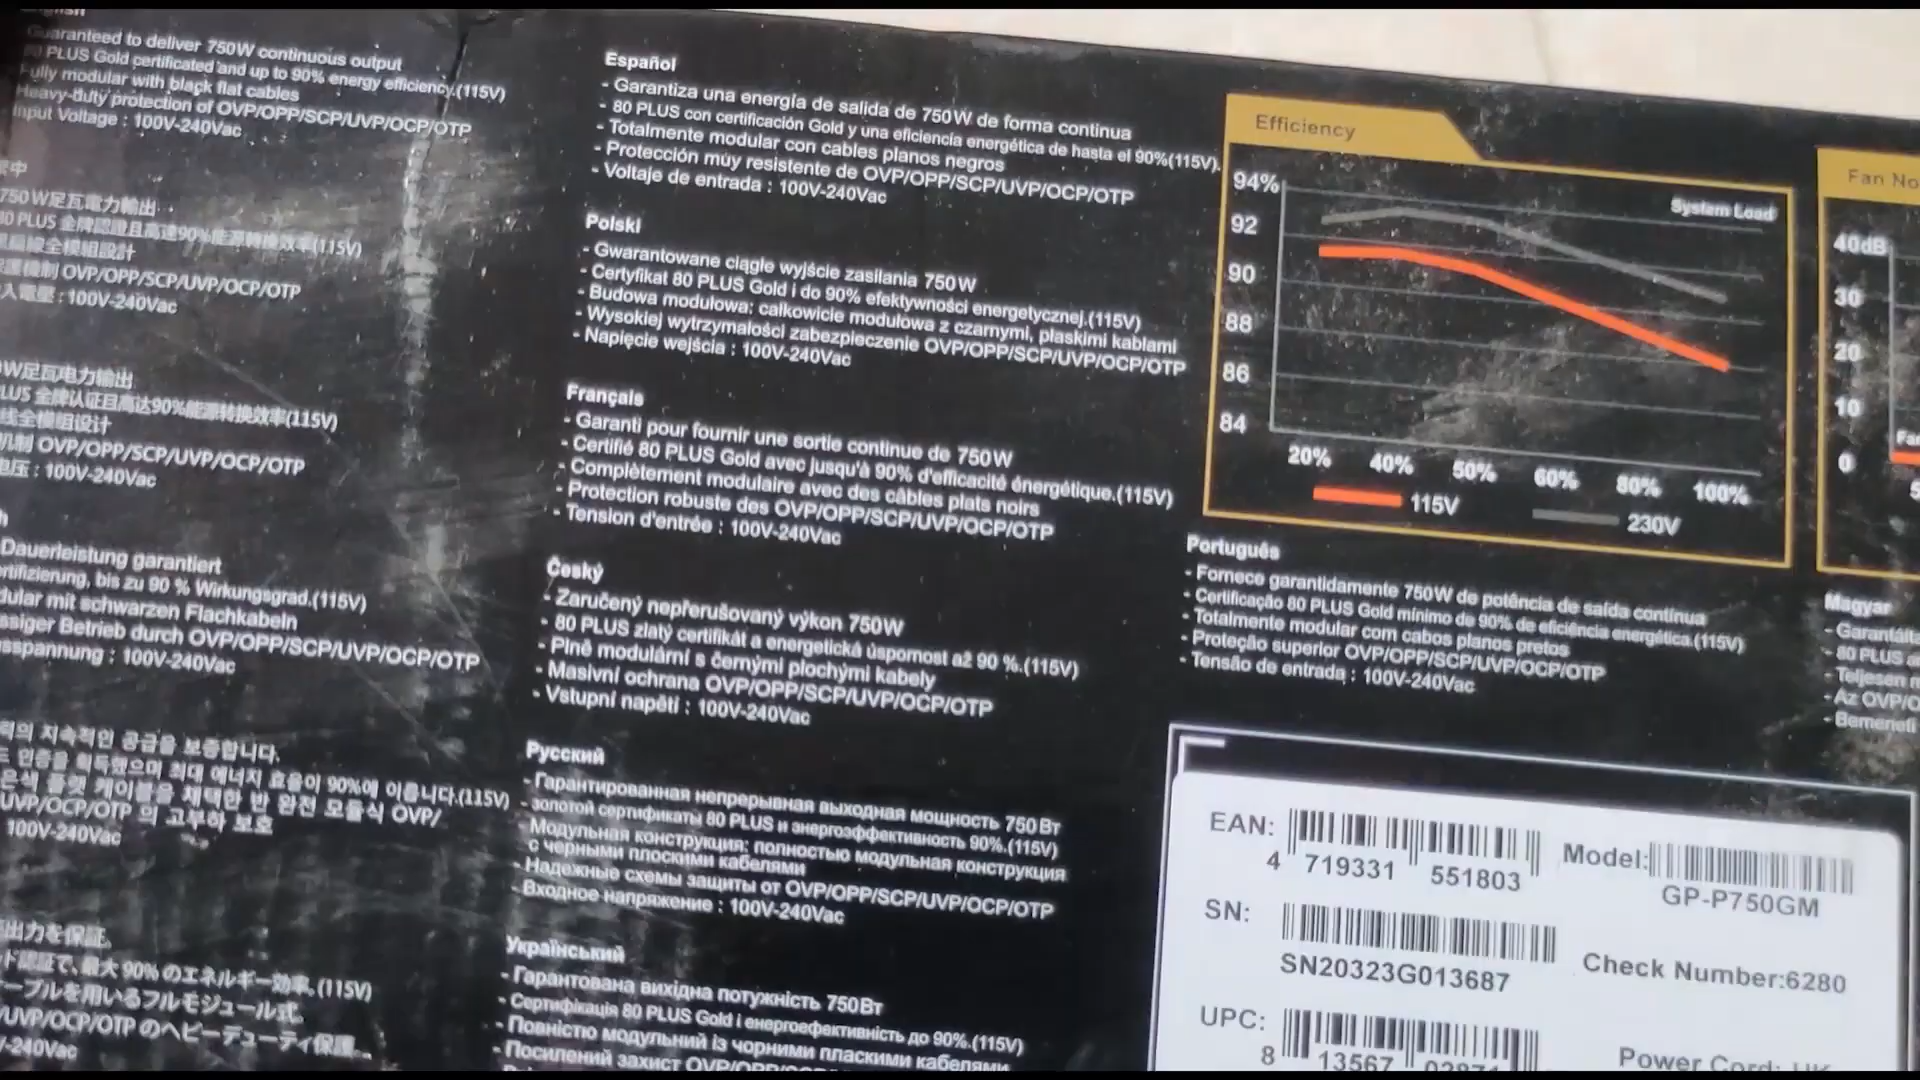 English
Guaranteed to deliver 750W continuous output
80 PLUS Gold certificated and up to 90% energy efficiency.(115V)
Fully modular with black flat cables
Heavy-duty protection of OVP/OPP/SCP/UVP/OCP/OTP
Input Voltage : 100V-240Vac
750W足瓦電力輸出
80 PLUS 金牌認證且高達90%能源轉換效率(115V)
線全模組設計
護機制 OVP/OPP/SCP/UVP/OCP/OTP
入電壓 : 100V-240Vac
W足瓦电力输出
PLUS 金牌认证且高达90%能源转换效率(115V)
线全模组设计
机制 OVP/OPP/SCP/UVP/OCP/OTP
电压 : 100V-240Vac
Dauerleistung garantiert
rtifizierung, bis zu 90 % Wirkungsgrad.(115V)
dular mit schwarzen Flachkabeln
ssiger Betrieb durch OVP/OPP/SCP/UVP/OCP/OTP
sspannung : 100V-240Vac
력의 지속적인 공급을 보증합니다.
드 인증을 획득했으며 최대 에너지 효율이 90%에 이릅니다.(115V)
은색 플랫 케이블을 채택한 반 완전 모듈식 OVP/
UVP/OCP/OTP 의 고부하 보호
100V-240Vac
出力を保証。
ド認証で、最大 90% のエネルギー効率。(115V)
ーブルを用いるフルモジュール式。
/UVP/OCP/OTP のヘビーデューティ保護。
V-240Vac
Español
- Garantiza una energía de salida de 750W de forma continua
- 80 PLUS con certificación Gold y una eficiencia energética de hasta el 90%(115V).
- Totalmente modular con cables planos negros
- Protección muy resistente de OVP/OPP/SCP/UVP/OCP/OTP
- Voltaje de entrada : 100V-240Vac
Polski
- Gwarantowane ciągłe wyjście zasilania 750W
- Certyfikat 80 PLUS Gold i do 90% efektywności energetycznej.(115V)
- Budowa modułowa: całkowicie modułowa z czarnymi, płaskimi kablami
- Wysokiej wytrzymałości zabezpieczenie OVP/OPP/SCP/UVP/OCP/OTP
- Napięcie wejścia : 100V-240Vac
Français
- Garanti pour fournir une sortie continue de 750W
- Certifié 80 PLUS Gold avec jusqu'à 90% d'efficacité énergétique.(115V)
- Complètement modulaire avec des câbles plats noirs
- Protection robuste des OVP/OPP/SCP/UVP/OCP/OTP
- Tension d'entrée : 100V-240Vac
Český
- Zaručený nepřerušovaný výkon 750W
- 80 PLUS zlatý certifikát a energetická úspornost až 90 %.(115V)
- Plně modulární s černými plochými kabely
- Masivní ochrana OVP/OPP/SCP/UVP/OCP/OTP
- Vstupní napětí : 100V-240Vac
Русский
- Гарантированная непрерывная выходная мощность 750Вт
- золотой сертификаты 80 PLUS и энергоэффективность 90%.(115V)
- Модульная конструкция: полностью модульная конструкция
с черными плоскими кабелями
- Надежные схемы защиты от OVP/OPP/SCP/UVP/OCP/OTP
- Входное напряжение : 100V-240Vac
Український
- Гарантована вихідна потужність 750Вт
- Сертифікація 80 PLUS Gold і енергоефективність до 90%.(115V)
- Повністю модульний із чорними пласкими кабелями
- Посилений захист OVP/OPP/SC
Efficiency
94%
92
90
88
86
84
System Load
20% 40% 50% 60% 80% 100%
115V 230V
Fan No
40dB
30
20
10
0
Português
- Fornece garantidamente 750W de potência de saída contínua
- Certificação 80 PLUS Gold mínimo de 90% de eficiência energética.(115V)
- Totalmente modular com cabos planos pretos
- Proteção superior OVP/OPP/SCP/UVP/OCP/OTP
- Tensão de entrada : 100V-240Vac
Magyar
- Garantált
- 80 PLUS
- Teljesen m
- Az OVP/O
- Bemeneti
EAN:
4 719331 551803
Model:
GP-P750GM
SN:
SN20323G013687
Check Number:6280
UPC:
8 13567
Power Cord: